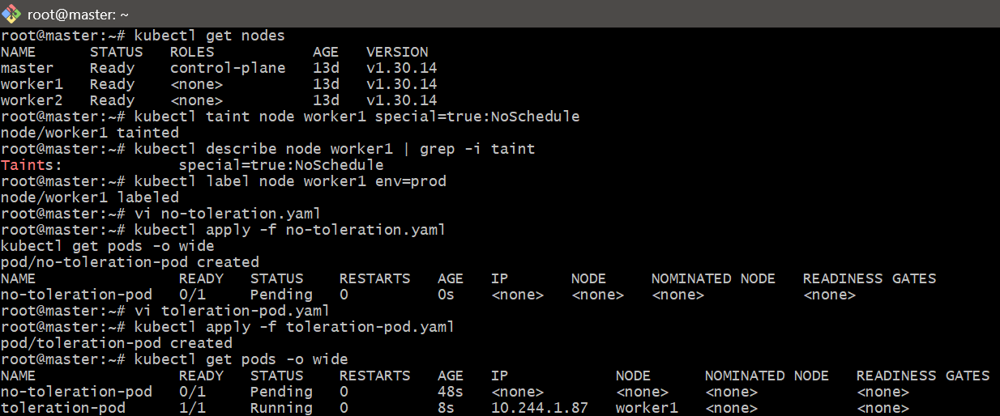 root@master: ~
root@master:~# kubectl get nodes
NAME      STATUS   ROLES           AGE   VERSION
master    Ready    control-plane   13d   v1.30.14
worker1   Ready    <none>          13d   v1.30.14
worker2   Ready    <none>          13d   v1.30.14
root@master:~# kubectl taint node worker1 special=true:NoSchedule
node/worker1 tainted
root@master:~# kubectl describe node worker1 | grep -i taint
Taints:             special=true:NoSchedule
root@master:~# kubectl label node worker1 env=prod
node/worker1 labeled
root@master:~# vi no-toleration.yaml
root@master:~# kubectl apply -f no-toleration.yaml
kubectl get pods -o wide
pod/no-toleration-pod created
NAME                READY   STATUS    RESTARTS   AGE   IP       NODE     NOMINATED NODE   READINESS GATES
no-toleration-pod   0/1     Pending   0          0s    <none>   <none>   <none>           <none>
root@master:~# vi toleration-pod.yaml
root@master:~# kubectl apply -f toleration-pod.yaml
pod/toleration-pod created
root@master:~# kubectl get pods -o wide
NAME                READY   STATUS    RESTARTS   AGE   IP            NODE      NOMINATED NODE   READINESS GATES
no-toleration-pod   0/1     Pending   0          48s   <none>        <none>    <none>           <none>
toleration-pod      1/1     Running   0          8s    10.244.1.87   worker1   <none>           <none>